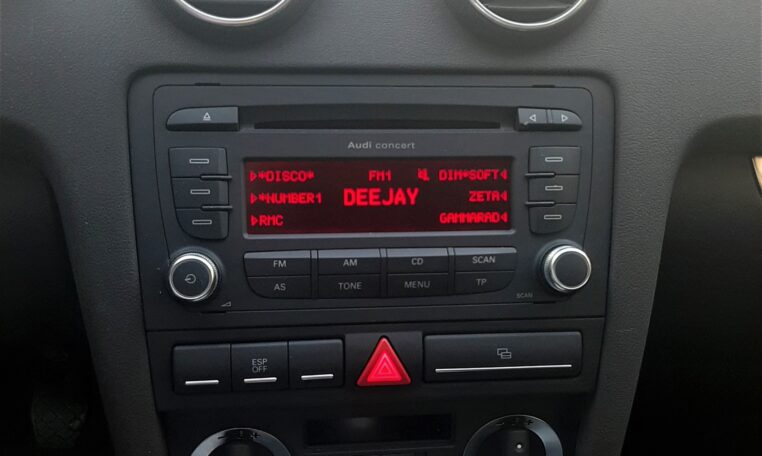 Audi concert
*DISCO* FM1 DIM*SOFT
*NUMBER1 DEEJAY ZETA
RMC GAMMARAD
FM AM CD SCAN
AS TONE MENU TP
SCAN
ESP
OFF